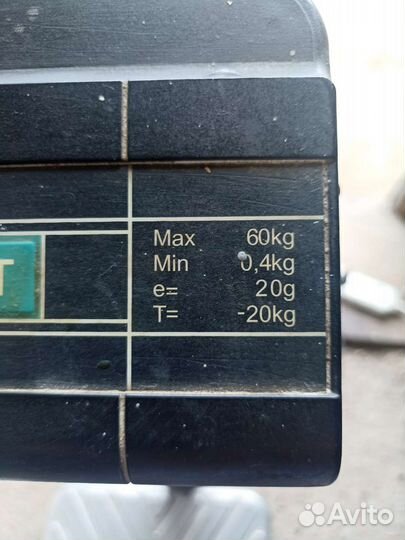 Max 60kg
Min 0,4kg
e= 20g
T= -20kg
T
Avito